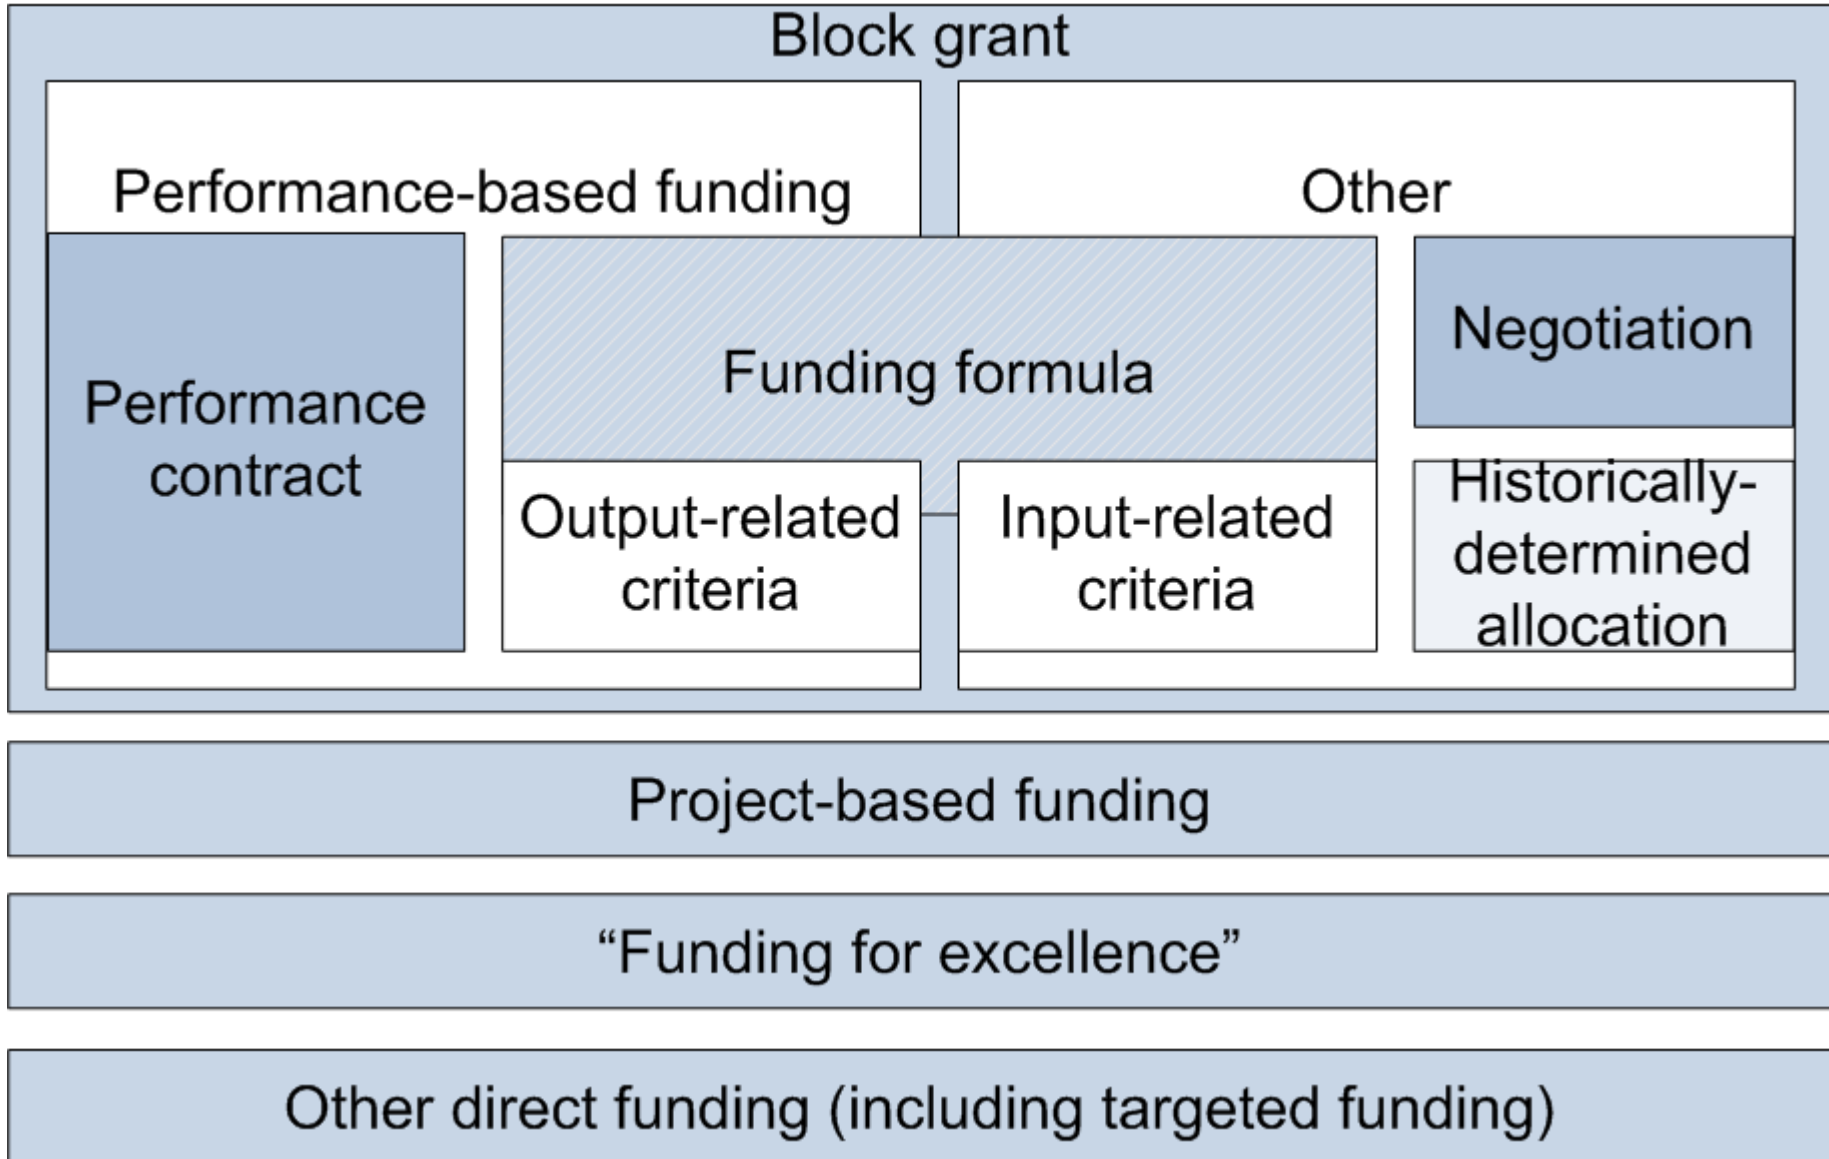 Block grant
Performance-based funding
Other
Performance
contract
Funding formula
Negotiation
Output-related
criteria
Input-related
criteria
Historically-
determined
allocation
Project-based funding
“Funding for excellence”
Other direct funding (including targeted funding)